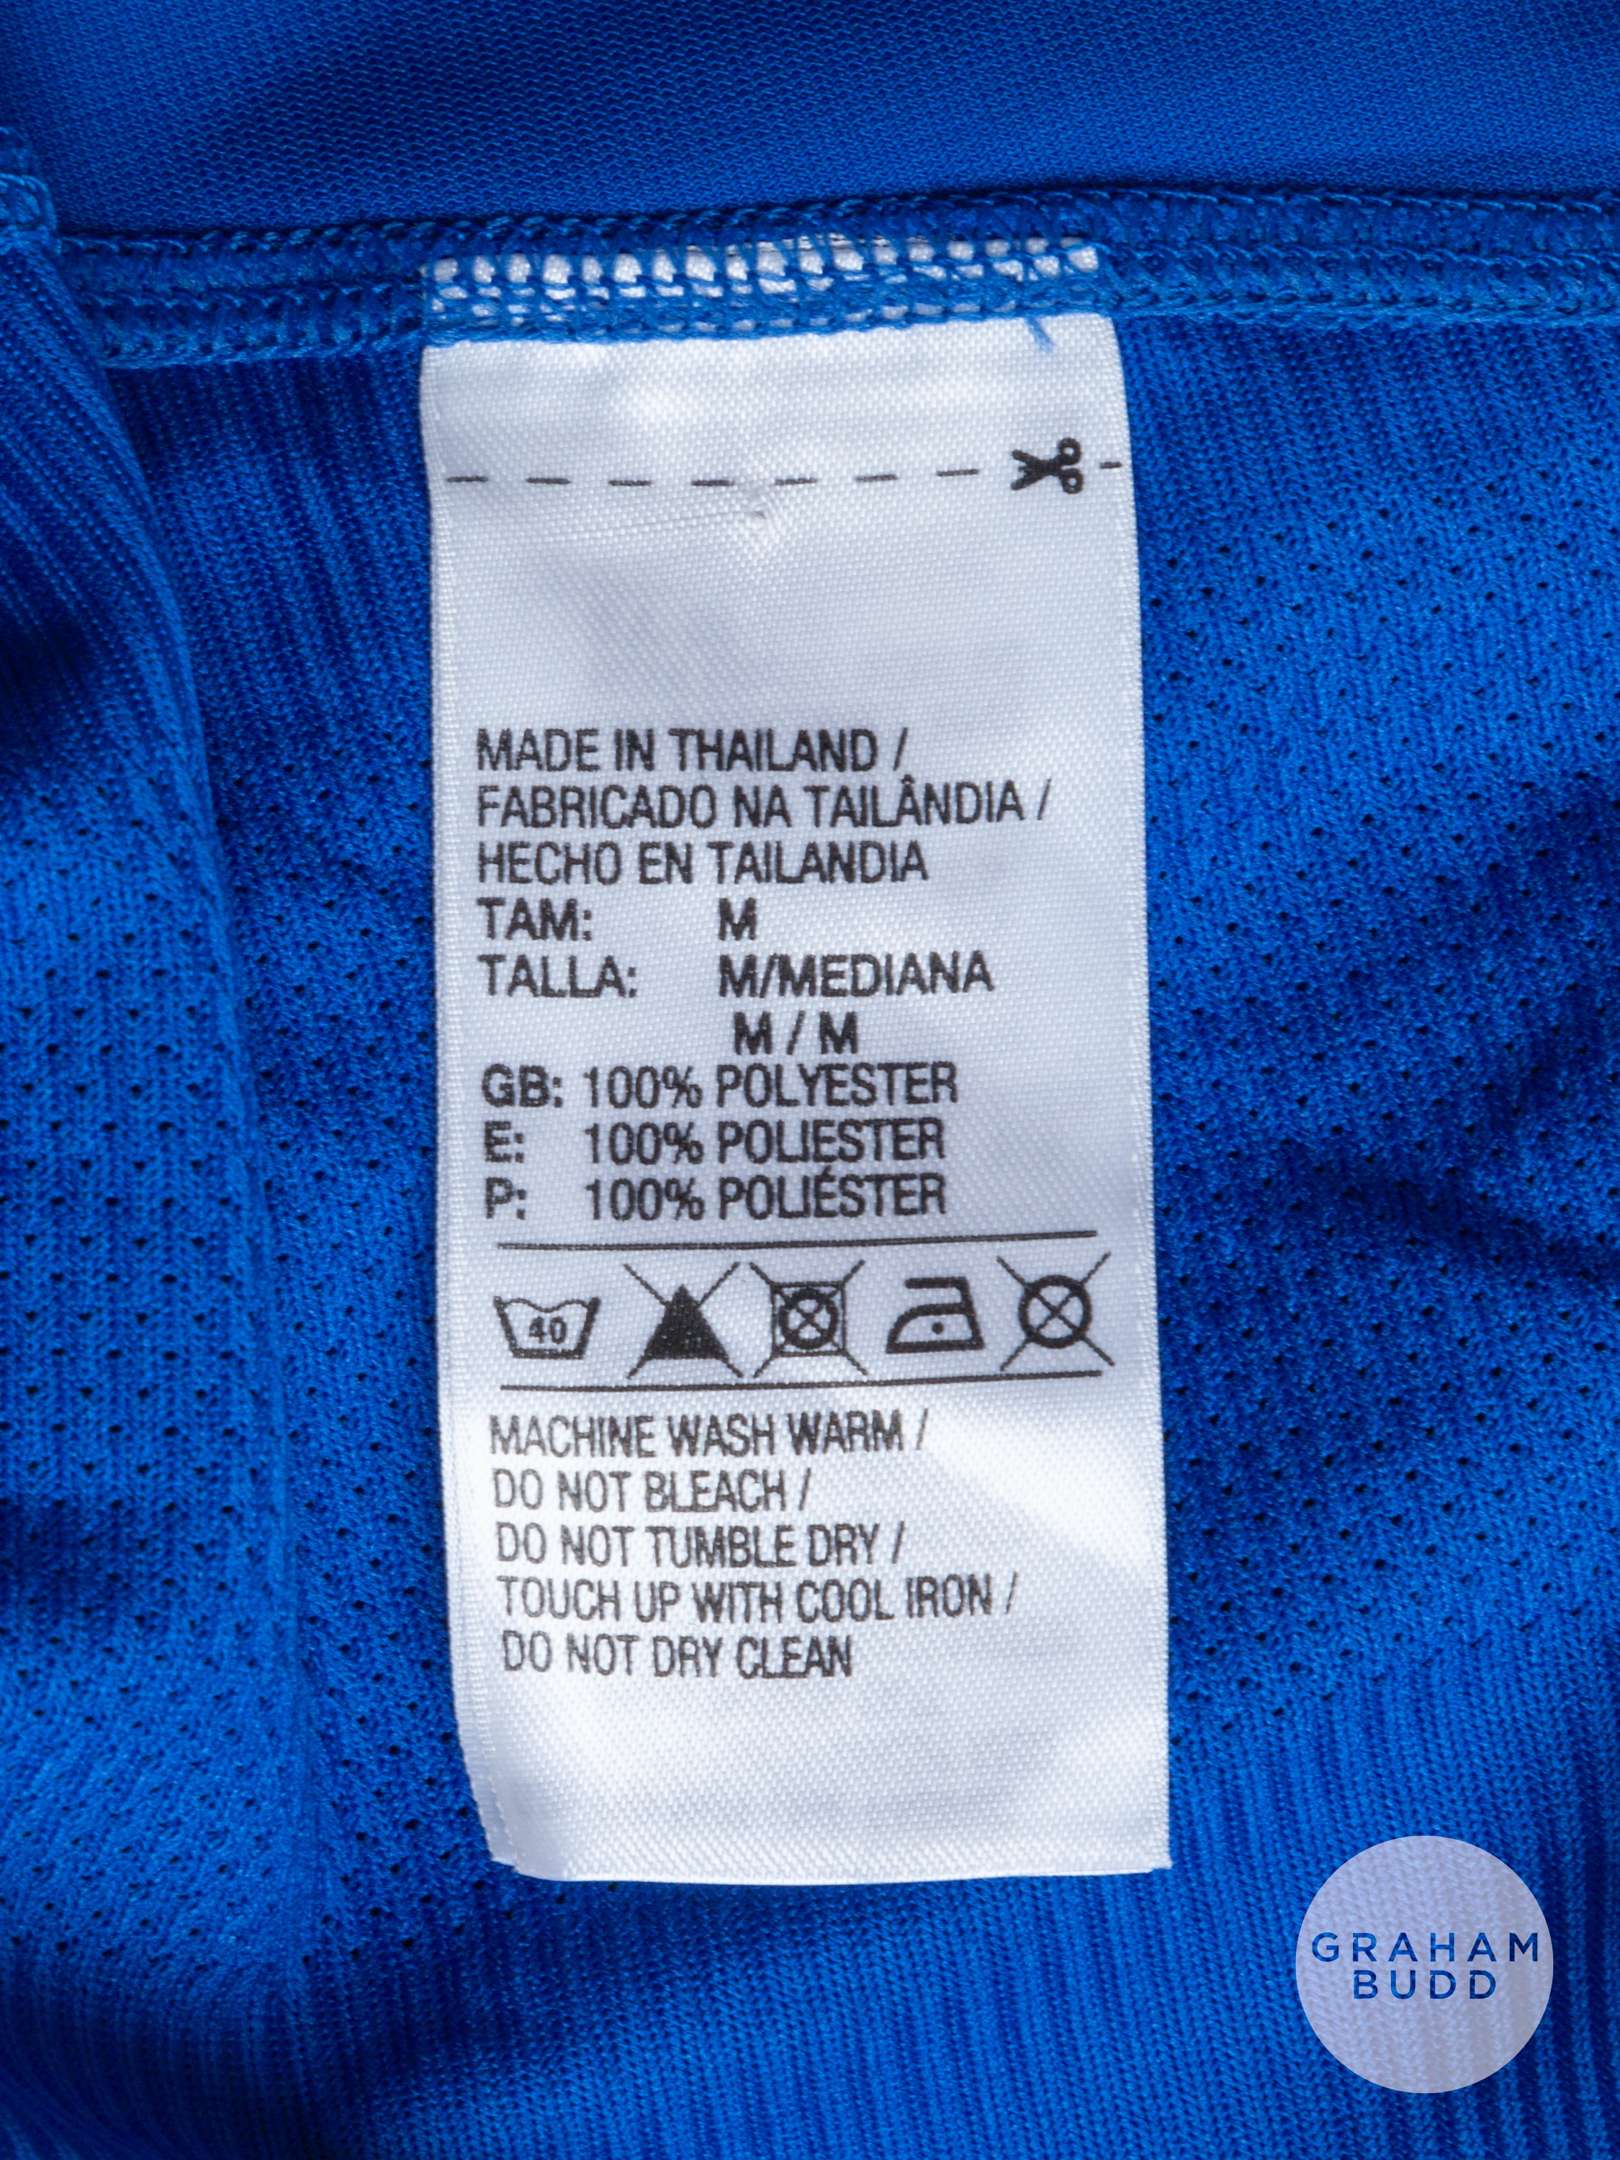 MADE IN THAILAND /
FABRICADO NA TAILÂNDIA /
HECHO EN TAILANDIA
TAM: M
TALLA: M/MEDIANA
M / M
GB: 100% POLYESTER
E: 100% POLIESTER
P: 100% POLIÉSTER
40
MACHINE WASH WARM /
DO NOT BLEACH /
DO NOT TUMBLE DRY /
TOUCH UP WITH COOL IRON /
DO NOT DRY CLEAN
GRAHAM
BUDD